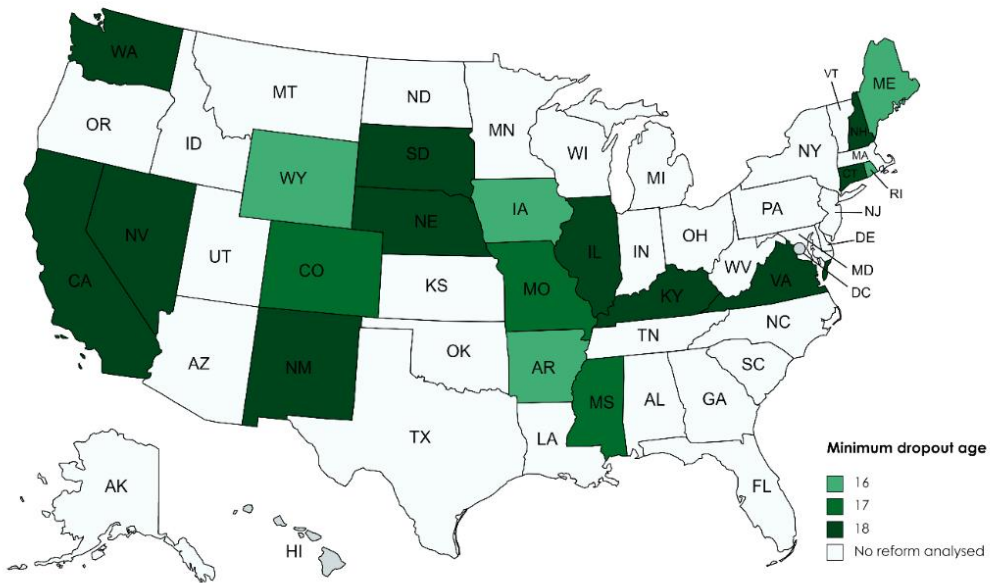 WA
MT
ND
MN
VT
ME
OR
ID
SD
WI
MI
NY
NH
MA
WY
CT
RI
IA
NE
PA
NJ
NV
UT
CO
IL
IN
OH
DE
CA
KS
MO
WV
VA
MD
KY
DC
AZ
NM
OK
AR
TN
NC
SC
MS
AL
GA
TX
LA
FL
AK
HI
Minimum dropout age
16
17
18
No reform analysed